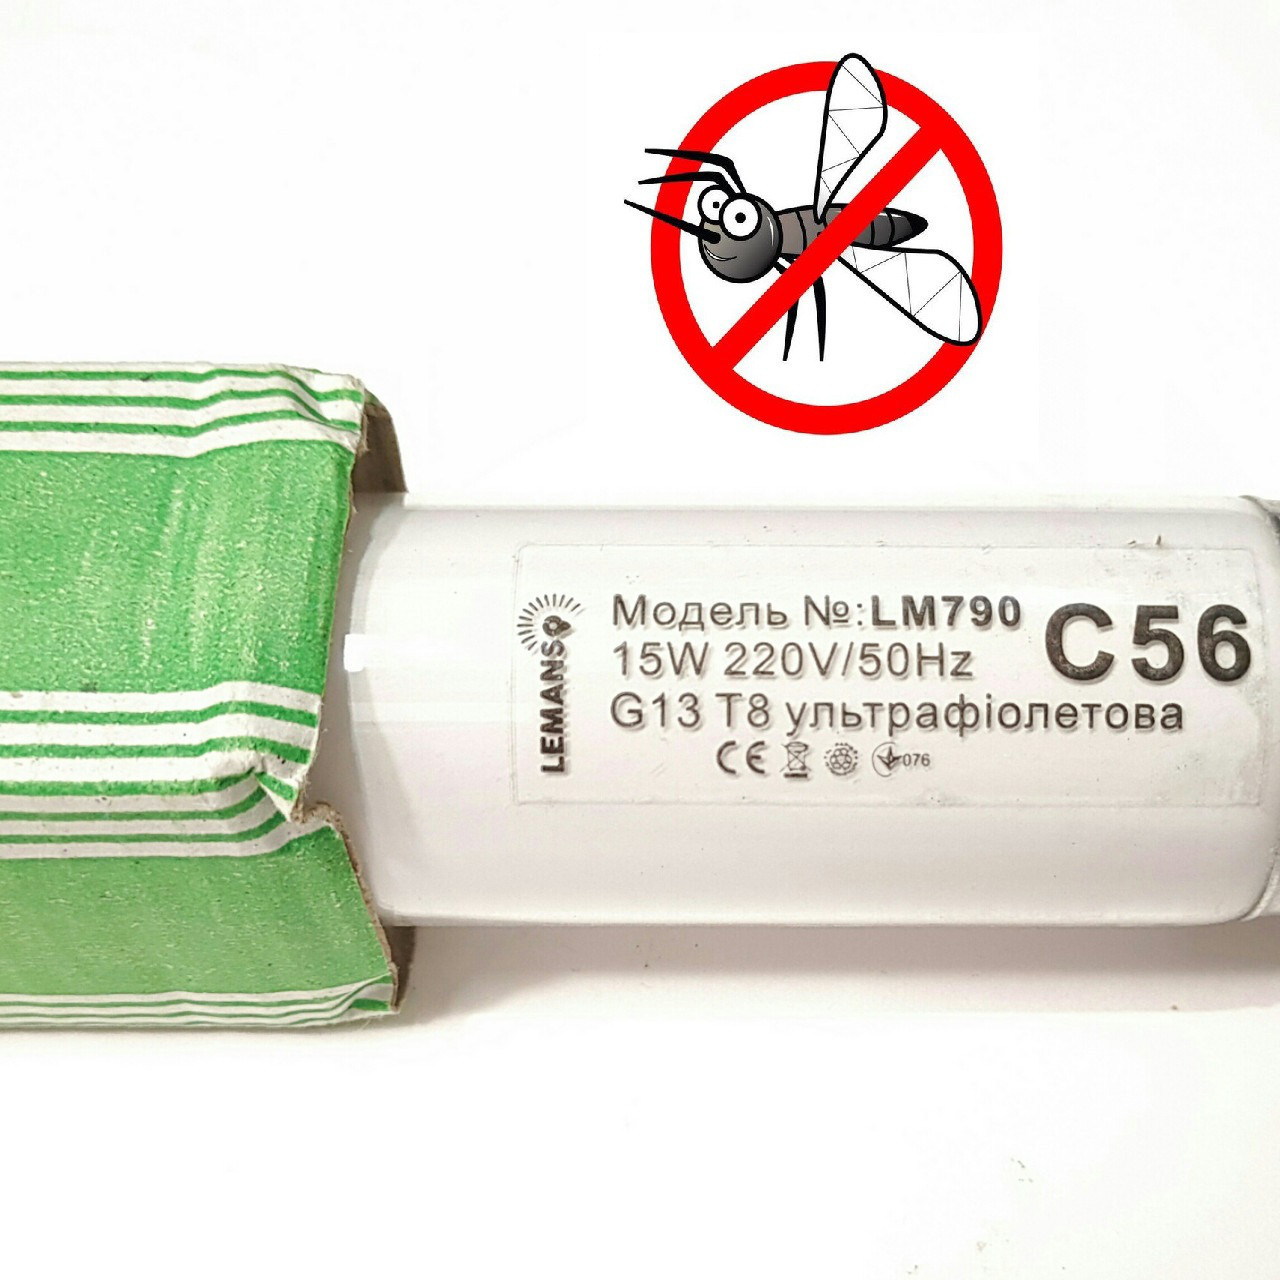 LEMANSO
Модель №:LM790
15W 220V/50Hz
G13 T8 ультрафіолетова
CE 076
C56